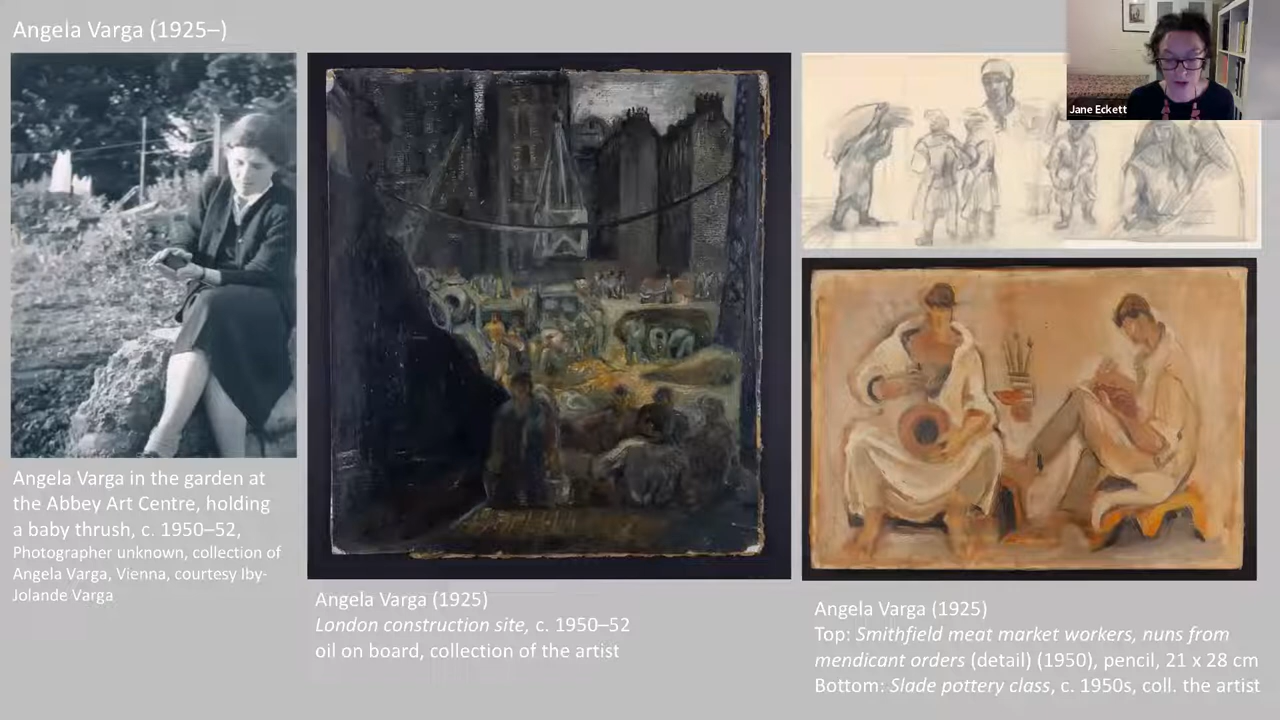 Angela Varga (1925–)
Jane Eckett
Angela Varga in the garden at
the Abbey Art Centre, holding
a baby thrush, c. 1950–52,
Photographer unknown, collection of
Angela Varga, Vienna, courtesy Iby-
Jolande Varga
Angela Varga (1925)
London construction site, c. 1950–52
oil on board, collection of the artist
Angela Varga (1925)
Top: Smithfield meat market workers, nuns from
mendicant orders (detail) (1950), pencil, 21 x 28 cm
Bottom: Slade pottery class, c. 1950s, coll. the artist